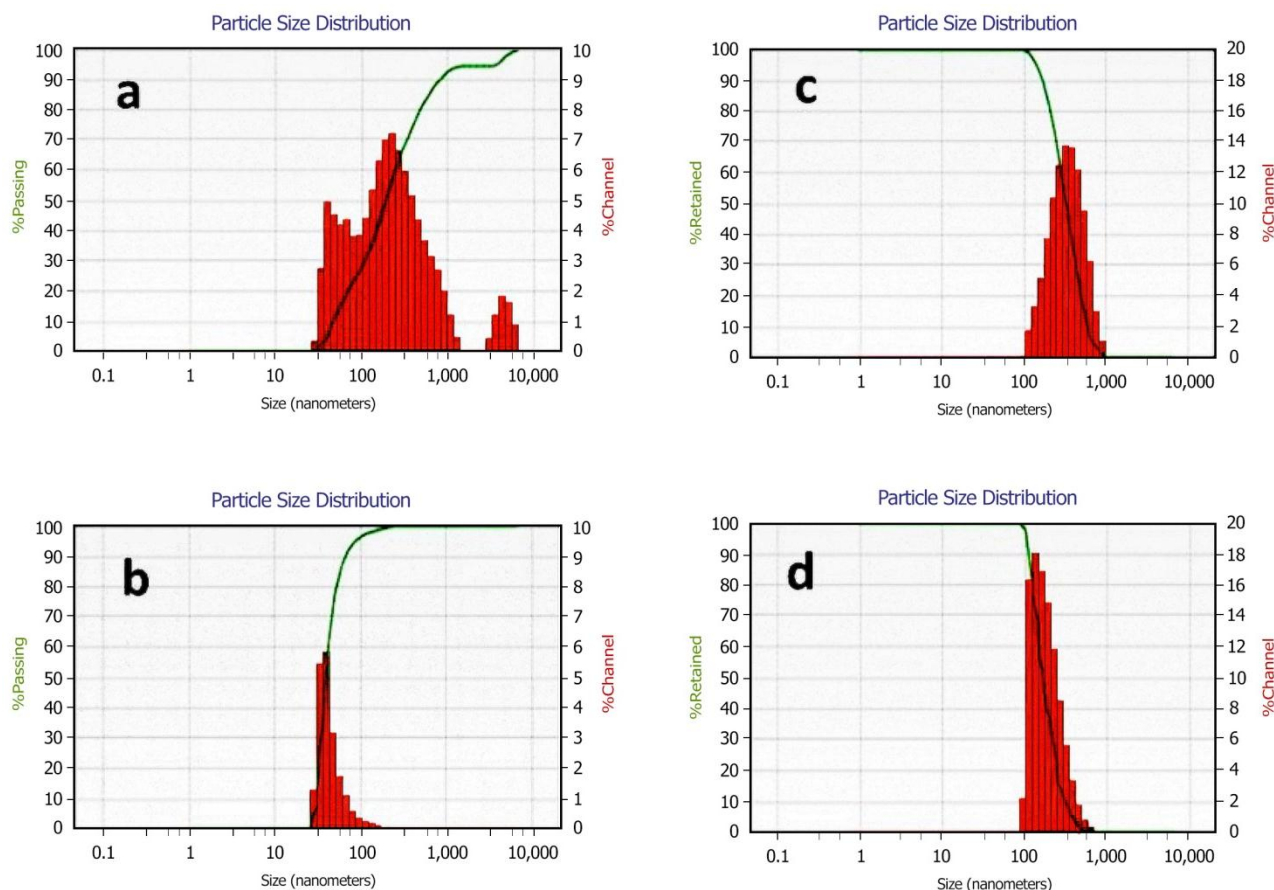 Particle Size Distribution
100 10
90 9
80 8
70 7
60 6
50 5
40 4
30 3
20 2
10 1
0 0
a
%Passing
%Channel
0.1 1 10 100 1,000 10,000
Size (nanometers)
Particle Size Distribution
100 20
90 18
80 16
70 14
60 12
50 10
40 8
30 6
20 4
10 2
0 0
c
%Retained
%Channel
0.1 1 10 100 1,000 10,000
Size (nanometers)
Particle Size Distribution
100 10
90 9
80 8
70 7
60 6
50 5
40 4
30 3
20 2
10 1
0 0
b
%Passing
%Channel
0.1 1 10 100 1,000 10,000
Size (nanometers)
Particle Size Distribution
100 20
90 18
80 16
70 14
60 12
50 10
40 8
30 6
20 4
10 2
0 0
d
%Retained
%Channel
0.1 1 10 100 1,000 10,000
Size (nanometers)